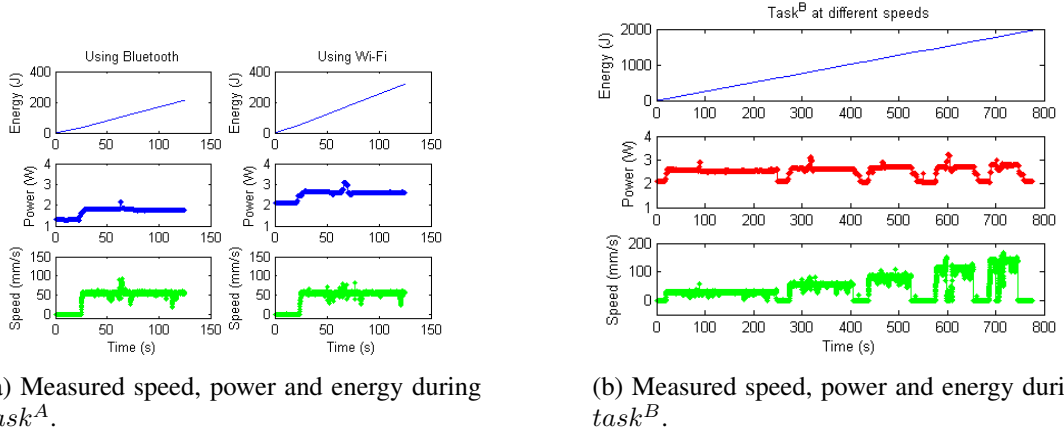 Using Bluetooth
Using Wi-Fi
Energy (J)
400
200
0
0 50 100 150
Energy (J)
400
200
0
0 50 100 150
Power (W)
4
3
2
1
0 50 100 150
Power (W)
4
3
2
1
0 50 100 150
Speed (mm/s)
150
100
50
0
0 50 100 150
Time (s)
Speed (mm/s)
150
100
50
0
0 50 100 150
Time (s)
) Measured speed, power and energy during
ask^A.
Task^B at different speeds
Energy (J)
2000
1000
0
0 100 200 300 400 500 600 700 800
Power (W)
4
3
2
1
0 100 200 300 400 500 600 700 800
Speed (mm/s)
200
100
0
0 100 200 300 400 500 600 700 800
Time (s)
(b) Measured speed, power and energy duri
task^B.